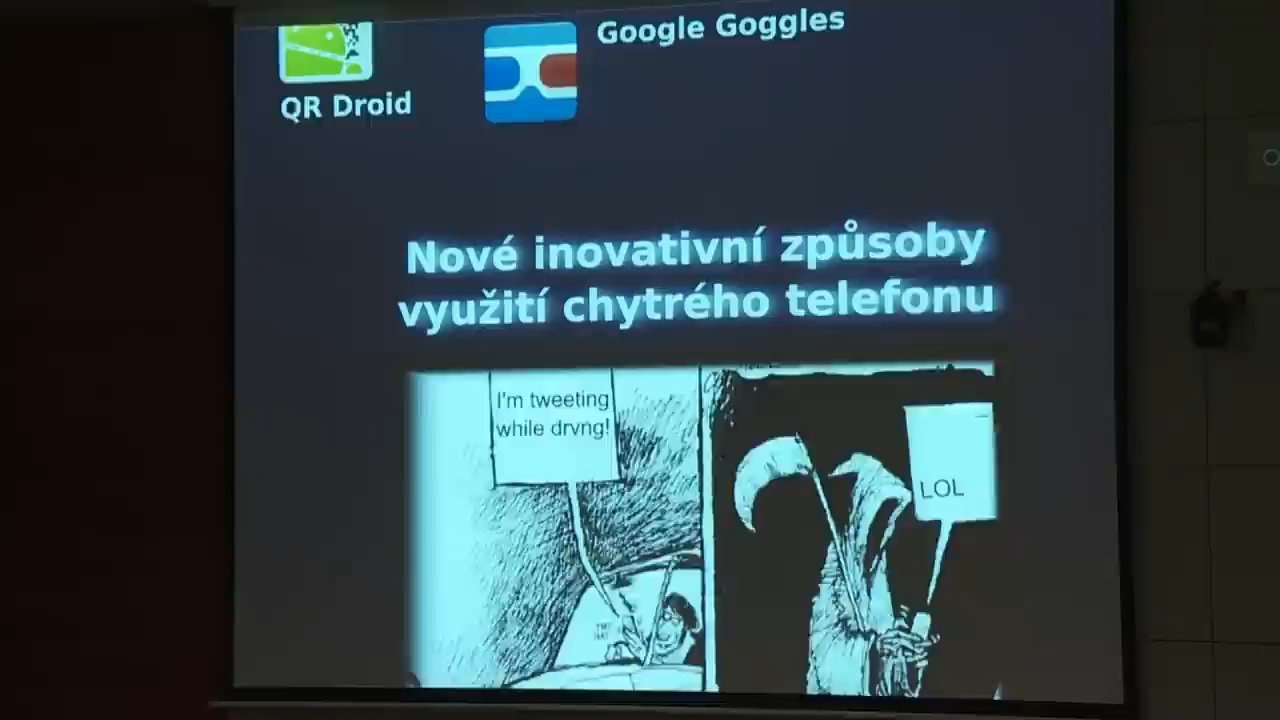 Google Goggles
QR Droid
Nové inovativní způsoby
využití chytrého telefonu
I'm tweeting
while drvng!
LOL